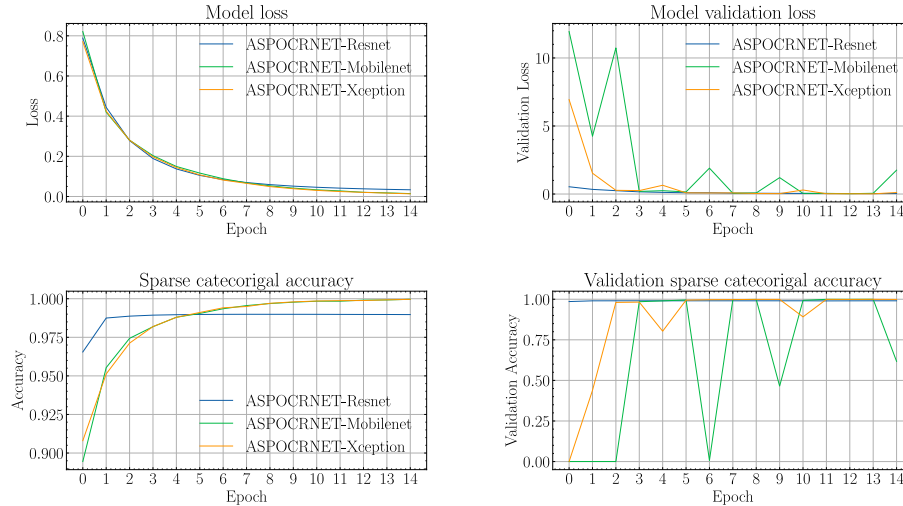 Model loss
0.8
0.6
0.4
0.2
0.0
Loss
ASPOCRNET-Resnet
ASPOCRNET-Mobilenet
ASPOCRNET-Xception
0 1 2 3 4 5 6 7 8 9 10 11 12 13 14
Epoch
Model validation loss
10
5
0
Validation Loss
ASPOCRNET-Resnet
ASPOCRNET-Mobilenet
ASPOCRNET-Xception
0 1 2 3 4 5 6 7 8 9 10 11 12 13 14
Epoch
Sparse catecorigal accuracy
1.000
0.975
0.950
0.925
0.900
Accuracy
ASPOCRNET-Resnet
ASPOCRNET-Mobilenet
ASPOCRNET-Xception
0 1 2 3 4 5 6 7 8 9 10 11 12 13 14
Epoch
Validation sparse catecorigal accuracy
1.00
0.75
0.50
0.25
0.00
Validation Accuracy
0 1 2 3 4 5 6 7 8 9 10 11 12 13 14
Epoch